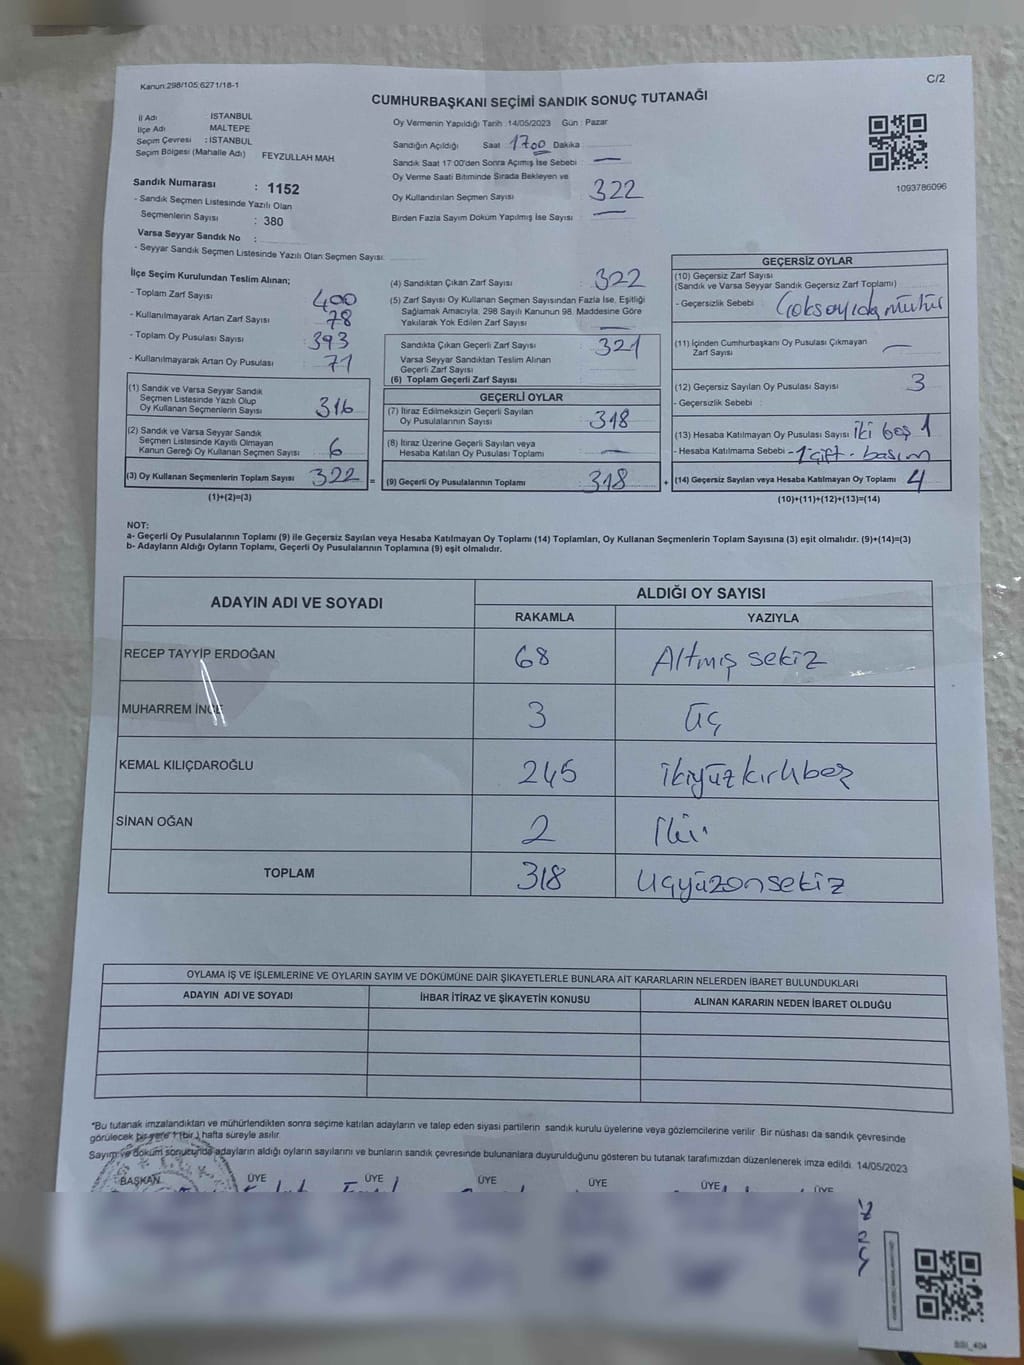 Kanun:298/105;6271/18-1
C/2
CUMHURBAŞKANI SEÇİMİ SANDIK SONUÇ TUTANAĞI
İl Adı ISTANBUL
İlçe Adı MALTEPE
Seçim Çevresi : ISTANBUL
Seçim Bölgesi (Mahalle Adı) FEYZULLAH MAH
Sandık Numarası : 1152
- Sandık Seçmen Listesinde Yazılı Olan
Seçmenlerin Sayısı : 380
Varsa Seyyar Sandık No :
- Seyyar Sandık Seçmen Listesinde Yazılı Olan Seçmen Sayısı:
Oy Vermenin Yapıldığı Tarih :14/05/2023 Gün : Pazar
Sandığın Açıldığı Saat 17.00 Dakika
Sandık Saat 17:00'den Sonra Açımış İse Sebebi : —
Oy Verme Saati Bitiminde Sırada Bekleyen ve
Oy Kullandırılan Seçmen Sayısı : 322
Birden Fazla Sayım Döküm Yapılmış İse Sayısı : —
1093786096
İlçe Seçim Kurulundan Teslim Alınan;
- Toplam Zarf Sayısı : 400
- Kullanılmayarak Artan Zarf Sayısı : 78
- Toplam Oy Pusulası Sayısı : 393
- Kullanılmayarak Artan Oy Pusulası : 71
(1) Sandık ve Varsa Seyyar Sandık
Seçmen Listesinde Yazılı Olup
Oy Kullanan Seçmenlerin Sayısı : 316
(2) Sandık ve Varsa Seyyar Sandık
Seçmen Listesinde Kayıtlı Olmayan
Kanun Gereği Oy Kullanan Seçmen Sayısı : 6
(3) Oy Kullanan Seçmenlerin Toplam Sayısı : 322 =
(1)+(2)=(3)
(4) Sandıktan Çıkan Zarf Sayısı : 322
(5) Zarf Sayısı Oy Kullanan Seçmen Sayısından Fazla İse, Eşitliği
Sağlamak Amacıyla, 298 Sayılı Kanunun 98. Maddesine Göre
Yakılarak Yok Edilen Zarf Sayısı : —
Sandıkta Çıkan Geçerli Zarf Sayısı : 321
Varsa Seyyar Sandıktan Teslim Alınan
Geçerli Zarf Sayısı :
(6) Toplam Geçerli Zarf Sayısı :
GEÇERLİ OYLAR
(7) İtiraz Edilmeksizin Geçerli Sayılan
Oy Pusulalarının Sayısı : 318
(8) İtiraz Üzerine Geçerli Sayılan veya
Hesaba Katılan Oy Pusulası Toplamı : —
(9) Geçerli Oy Pusulalarının Toplamı : 318 +
GEÇERSİZ OYLAR
(10) Geçersiz Zarf Sayısı :
(Sandık ve Varsa Seyyar Sandık Geçersiz Zarf Toplamı)
- Geçersizlik Sebebi : Çok sayıda mühür
(11) İçinden Cumhurbaşkanı Oy Pusulası Çıkmayan
Zarf Sayısı : —
(12) Geçersiz Sayılan Oy Pusulası Sayısı : 3
- Geçersizlik Sebebi :
(13) Hesaba Katılmayan Oy Pusulası Sayısı : iki boş 1
- Hesaba Katılmama Sebebi - 1 çift basım
(14) Geçersiz Sayılan veya Hesaba Katılmayan Oy Toplamı : 4
(10)+(11)+(12)+(13)=(14)
NOT:
a- Geçerli Oy Pusulalarının Toplamı (9) ile Geçersiz Sayılan veya Hesaba Katılmayan Oy Toplamı (14) Toplamları, Oy Kullanan Seçmenlerin Toplam Sayısına (3) eşit olmalıdır. (9)+(14)=(3)
b- Adayların Aldığı Oyların Toplamı, Geçerli Oy Pusulalarının Toplamına (9) eşit olmalıdır.
ADAYIN ADI VE SOYADI
ALDIĞI OY SAYISI
RAKAMLA YAZIYLA
RECEP TAYYİP ERDOĞAN 68 Altmış sekiz
MUHARREM İNCE 3 Üç
KEMAL KILIÇDAROĞLU 245 ikiyüzkırkbeş
SİNAN OĞAN 2 İki
TOPLAM 318 Üçyüzonsekiz
OYLAMA İŞ VE İŞLEMLERİNE VE OYLARIN SAYIM VE DÖKÜMÜNE DAİR ŞİKAYETLERLE BUNLARA AİT KARARLARIN NELERDEN İBARET BULUNDUKLARI
ADAYIN ADI VE SOYADI
İHBAR İTİRAZ VE ŞİKAYETİN KONUSU
ALINAN KARARIN NEDEN İBARET OLDUĞU
*Bu tutanak imzalandıktan ve mühürlendikten sonra seçime katılan adayların ve talep eden siyasi partilerin sandık kurulu üyelerine veya gözlemcilerine verilir. Bir nüshası da sandık çevresinde
görülecek bir yere 1 (bir) hafta süreyle asılır.
Sayım ve döküm sonucunda adayların aldığı oyların sayılarını ve bunların sandık çevresinde bulunanlara duyurulduğunu gösteren bu tutanak tarafımızdan düzenlenerek imza edildi. 14/05/2023
BAŞKAN ÜYE ÜYE ÜYE ÜYE ÜYE ÜYE